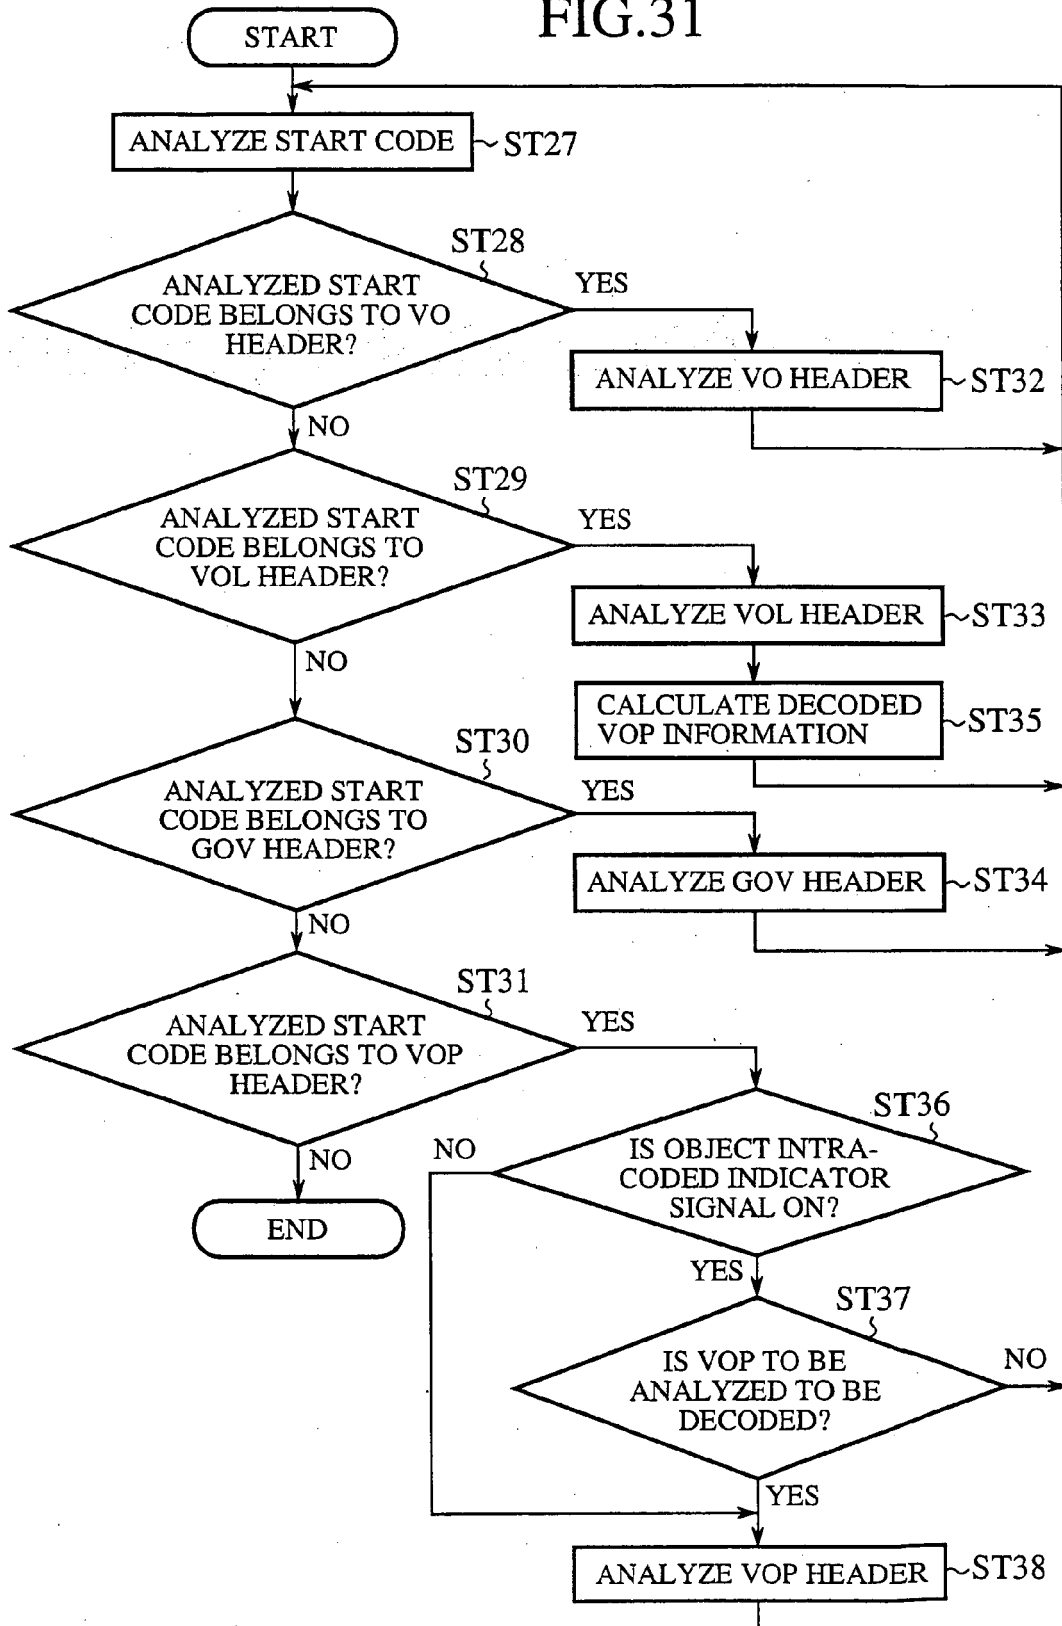 FIG.31
START
ANALYZE START CODE
ST27
ST28
ANALYZED START
CODE BELONGS TO VO
HEADER?
YES
ANALYZE VO HEADER
ST32
NO
ST29
ANALYZED START
CODE BELONGS TO
VOL HEADER?
YES
ANALYZE VOL HEADER
ST33
NO
CALCULATE DECODED
VOP INFORMATION
ST35
ST30
ANALYZED START
CODE BELONGS TO
GOV HEADER?
YES
ANALYZE GOV HEADER
ST34
NO
ST31
ANALYZED START
CODE BELONGS TO VOP
HEADER?
YES
ST36
IS OBJECT INTRA-
CODED INDICATOR
SIGNAL ON?
NO
NO
END
YES
ST37
IS VOP TO BE
ANALYZED TO BE
DECODED?
NO
YES
ANALYZE VOP HEADER
ST38